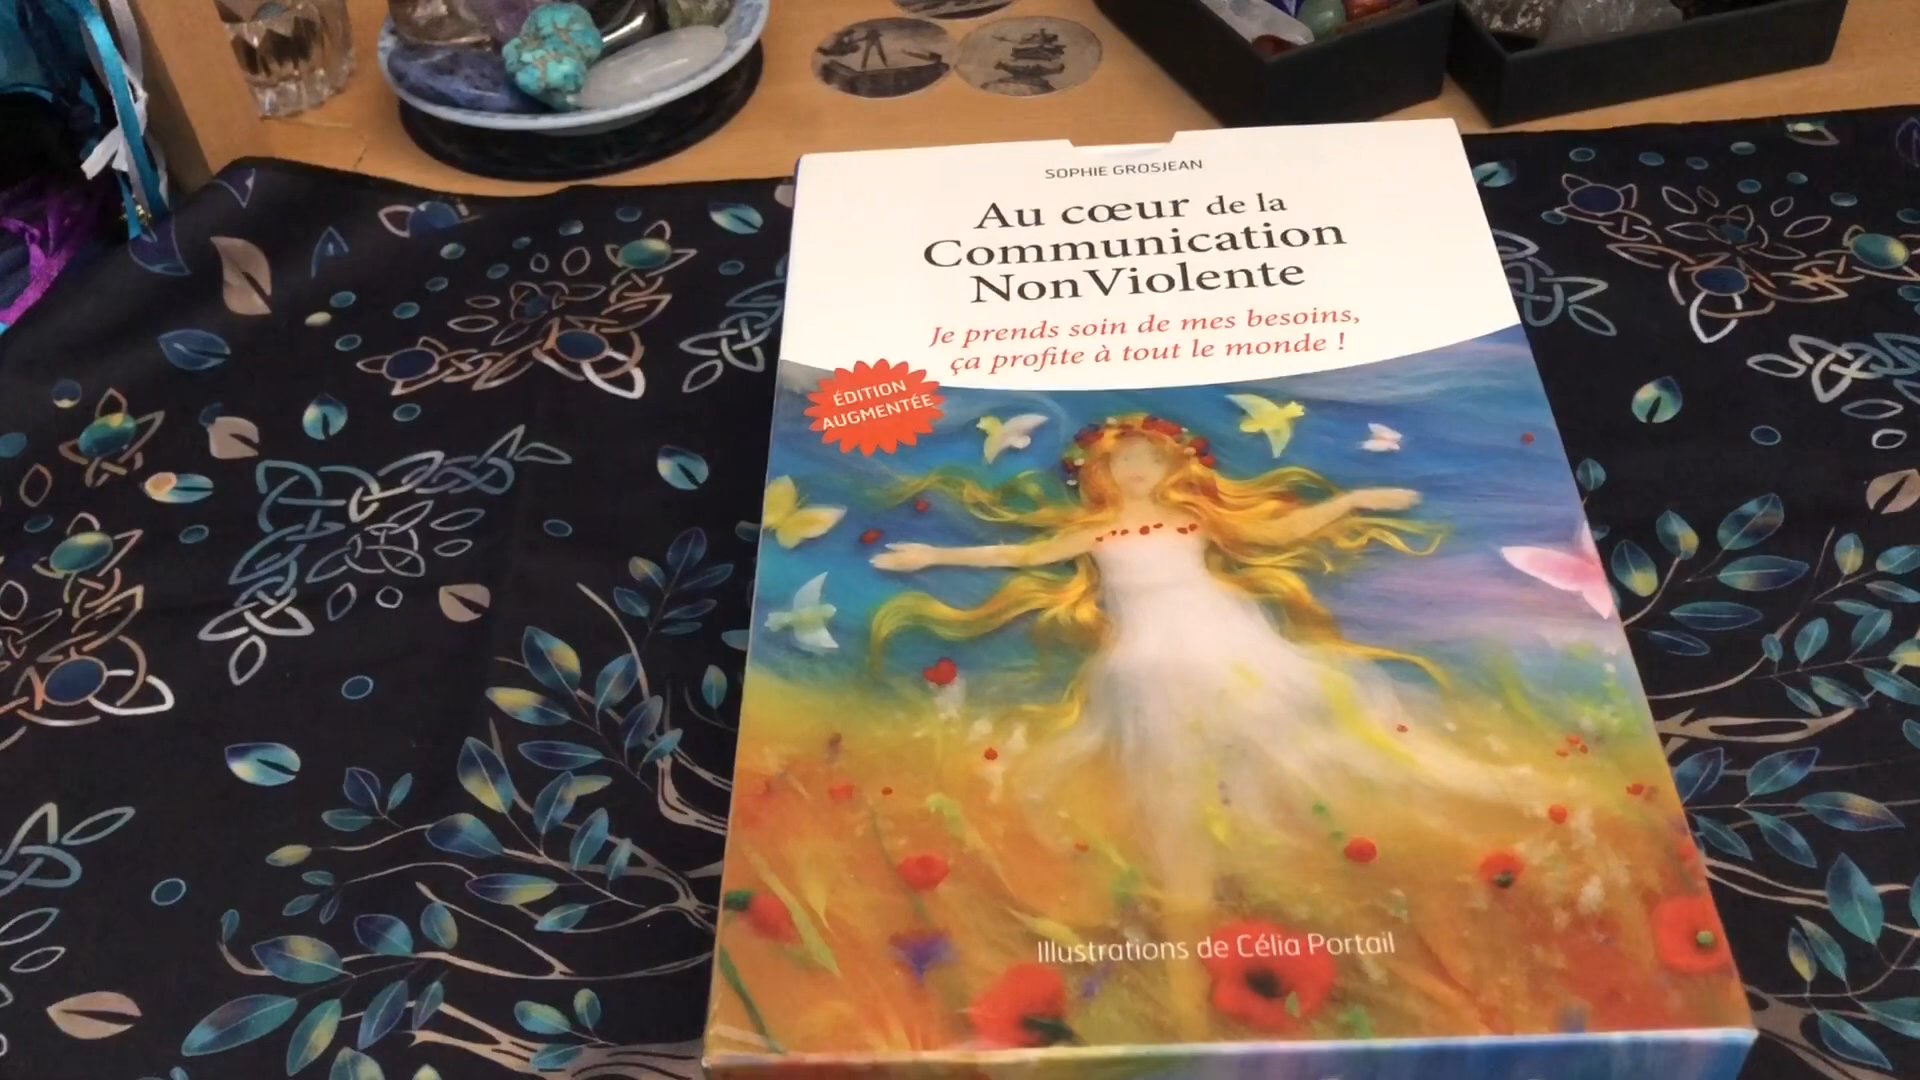 SOPHIE GROSJEAN
Au cœur de la
Communication
NonViolente
Je prends soin de mes besoins,
ça profite à tout le monde !
ÉDITION
AUGMENTÉE
Illustrations de Célia Portail